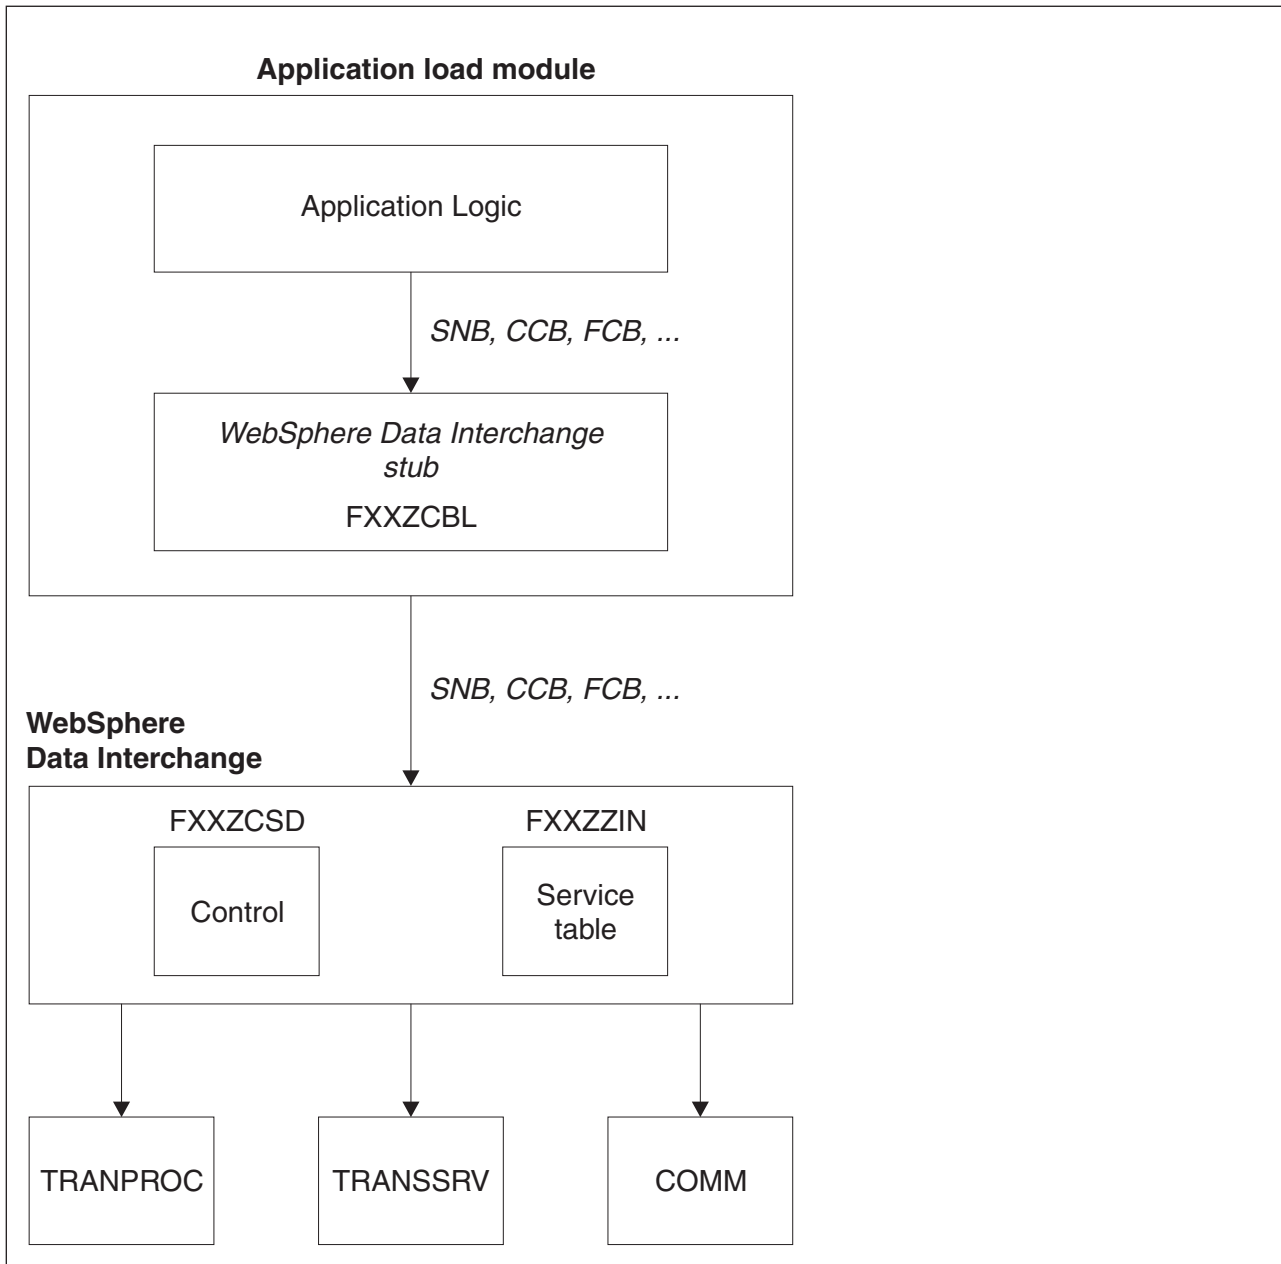 Application load module
Application Logic
SNB, CCB, FCB, ...
WebSphere Data Interchange
stub
FXXZCBL
SNB, CCB, FCB, ...
WebSphere
Data Interchange
FXXZCSD
FXXZZIN
Control
Service
table
TRANPROC
TRANSSRV
COMM